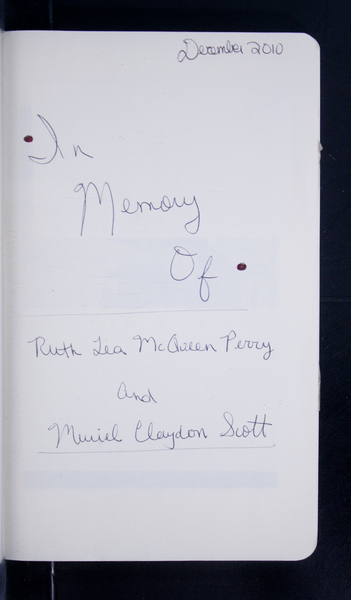 December 2010
In
Memory
Of
Ruth Lea McQueen Perry
and
Muriel Claydon Scott